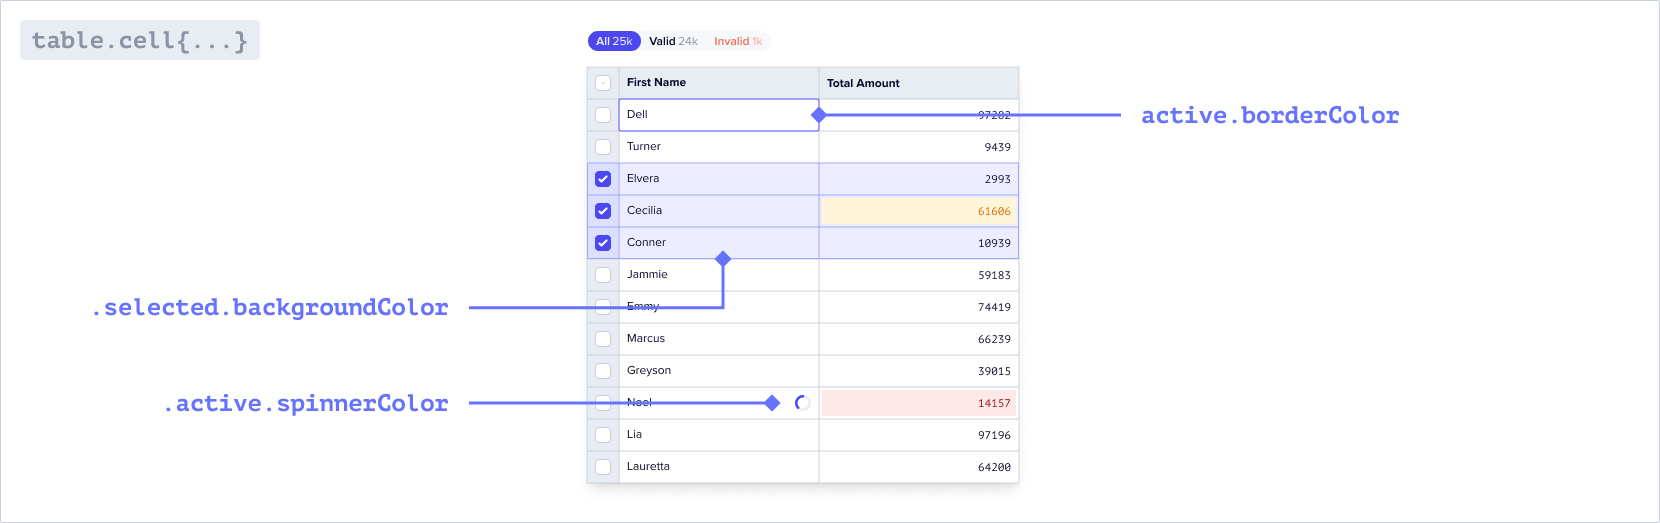 table.cell{...}
All 25k Valid 24k Invalid 1k
First Name Total Amount
Dell 97282
active.borderColor
Turner 9439
Elvera 2993
Cecilia 61606
Conner 10939
Jammie 59183
.selected.backgroundColor
Emmy 74419
Marcus 66239
Greyson 39015
.active.spinnerColor
Noel 14157
Lia 97196
Lauretta 64200